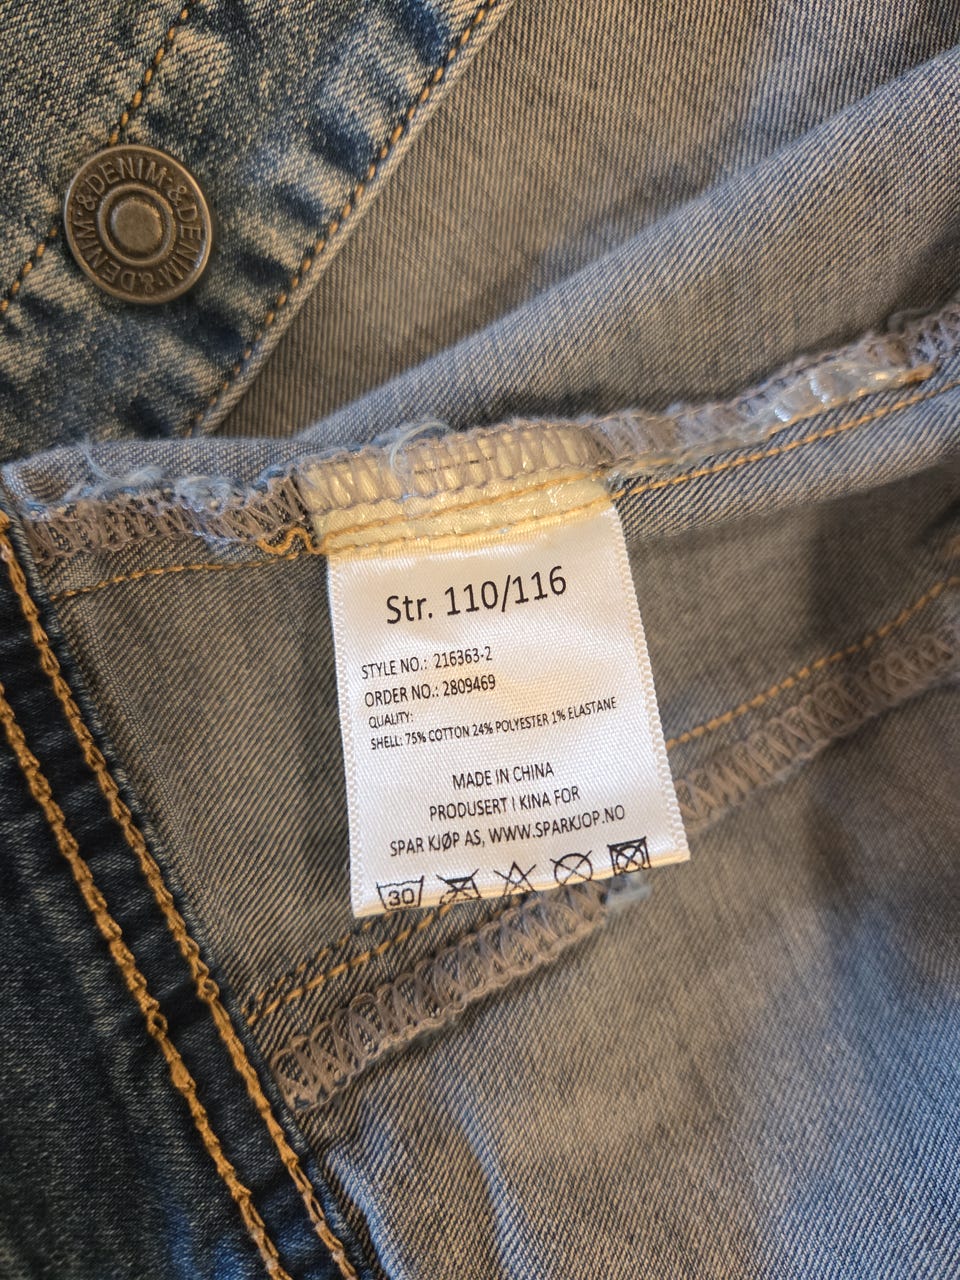 DENIM·&·DENIM·&·DENIM·&·
Str. 110/116
STYLE NO.: 216363-2
ORDER NO.: 2809469
QUALITY:
SHELL: 75% COTTON 24% POLYESTER 1% ELASTANE
MADE IN CHINA
PRODUSERT I KINA FOR
SPAR KJØP AS, WWW.SPARKJOP.NO
30